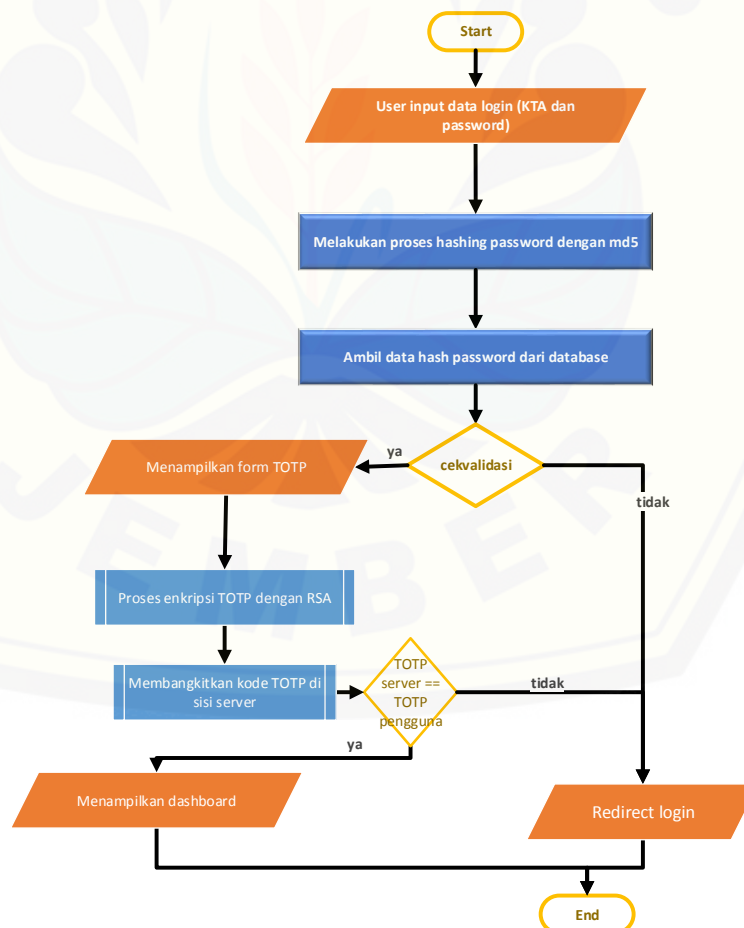 Start
User input data login (KTA dan
password)
Melakukan proses hashing password dengan md5
Ambil data hash password dari database
cekvalidasi
ya
Menampilkan form TOTP
tidak
Proses enkripsi TOTP dengan RSA
Membangkitkan kode TOTP di
sisi server
TOTP
server ==
TOTP
pengguna
tidak
ya
Menampilkan dashboard
Redirect login
End
JEMBER